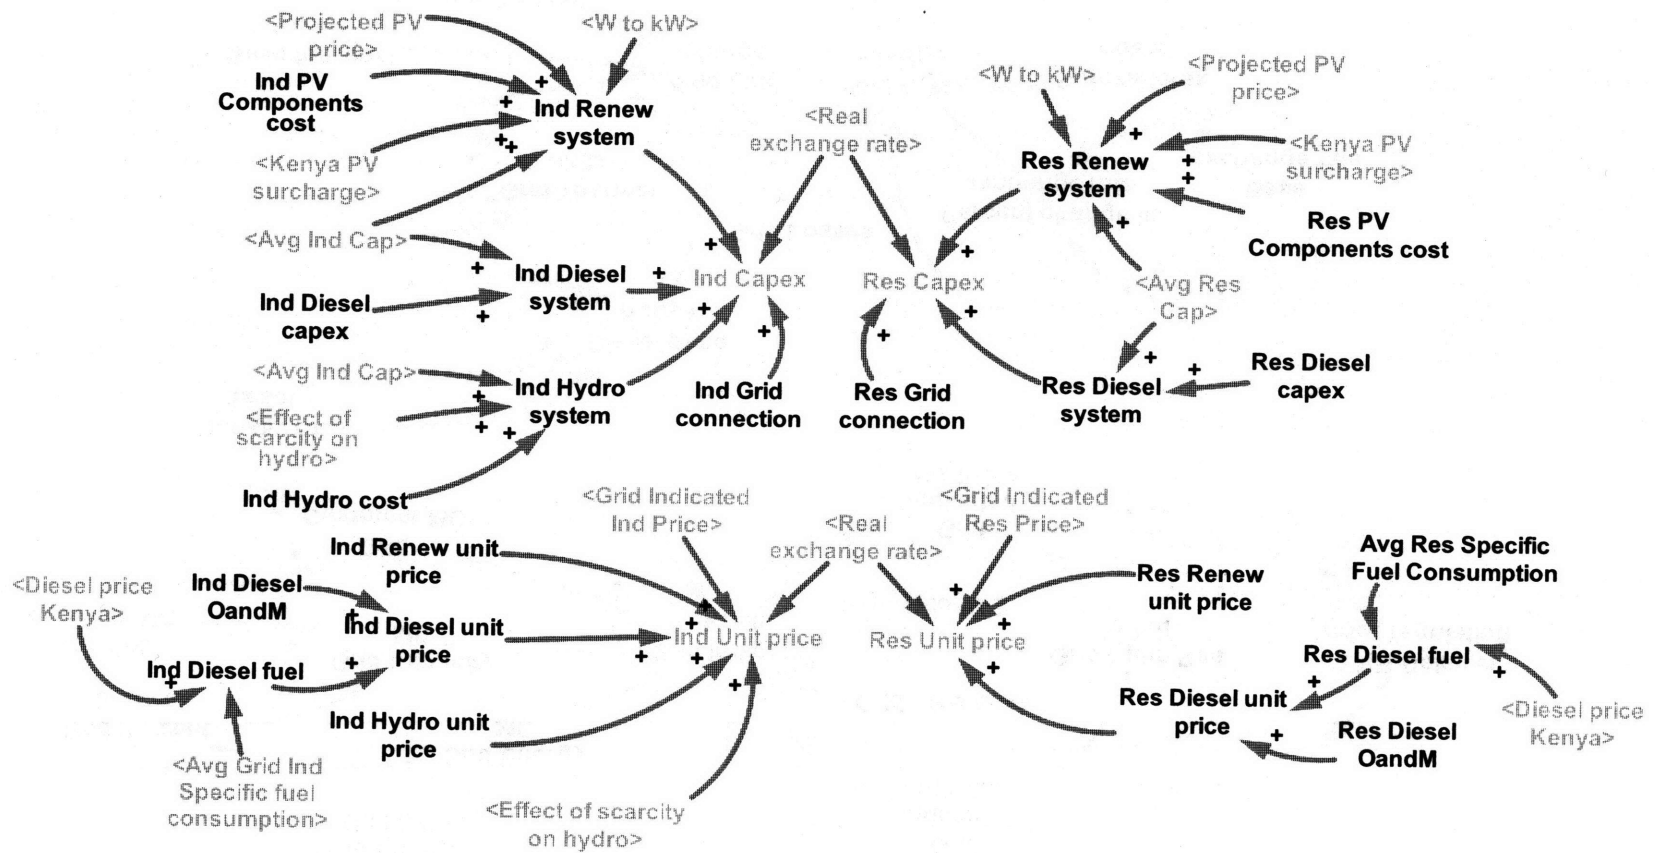 <Projected PV
price>
<W to kW>
Ind PV
Components
cost
Ind Renew
system
<Kenya PV
surcharge>
<Avg Ind Cap>
Ind Diesel
system
Ind Diesel
capex
<Avg Ind Cap>
Ind Hydro
system
<Effect of
scarcity on
hydro>
Ind Hydro cost
<Real
exchange rate>
Ind Capex
Res Capex
Ind Grid
connection
Res Grid
connection
<W to kW>
<Projected PV
price>
Res Renew
system
<Kenya PV
surcharge>
Res PV
Components cost
<Avg Res
Cap>
Res Diesel
system
Res Diesel
capex
<Grid Indicated
Ind Price>
<Real
exchange rate>
<Grid Indicated
Res Price>
Ind Renew unit
price
<Diesel price
Kenya>
Ind Diesel
OandM
Ind Diesel unit
price
Ind Diesel fuel
Ind Hydro unit
price
<Avg Grid Ind
Specific fuel
consumption>
<Effect of scarcity
on hydro>
Ind Unit price
Res Unit price
Res Renew
unit price
Avg Res Specific
Fuel Consumption
Res Diesel fuel
Res Diesel unit
price
Res Diesel
OandM
<Diesel price
Kenya>